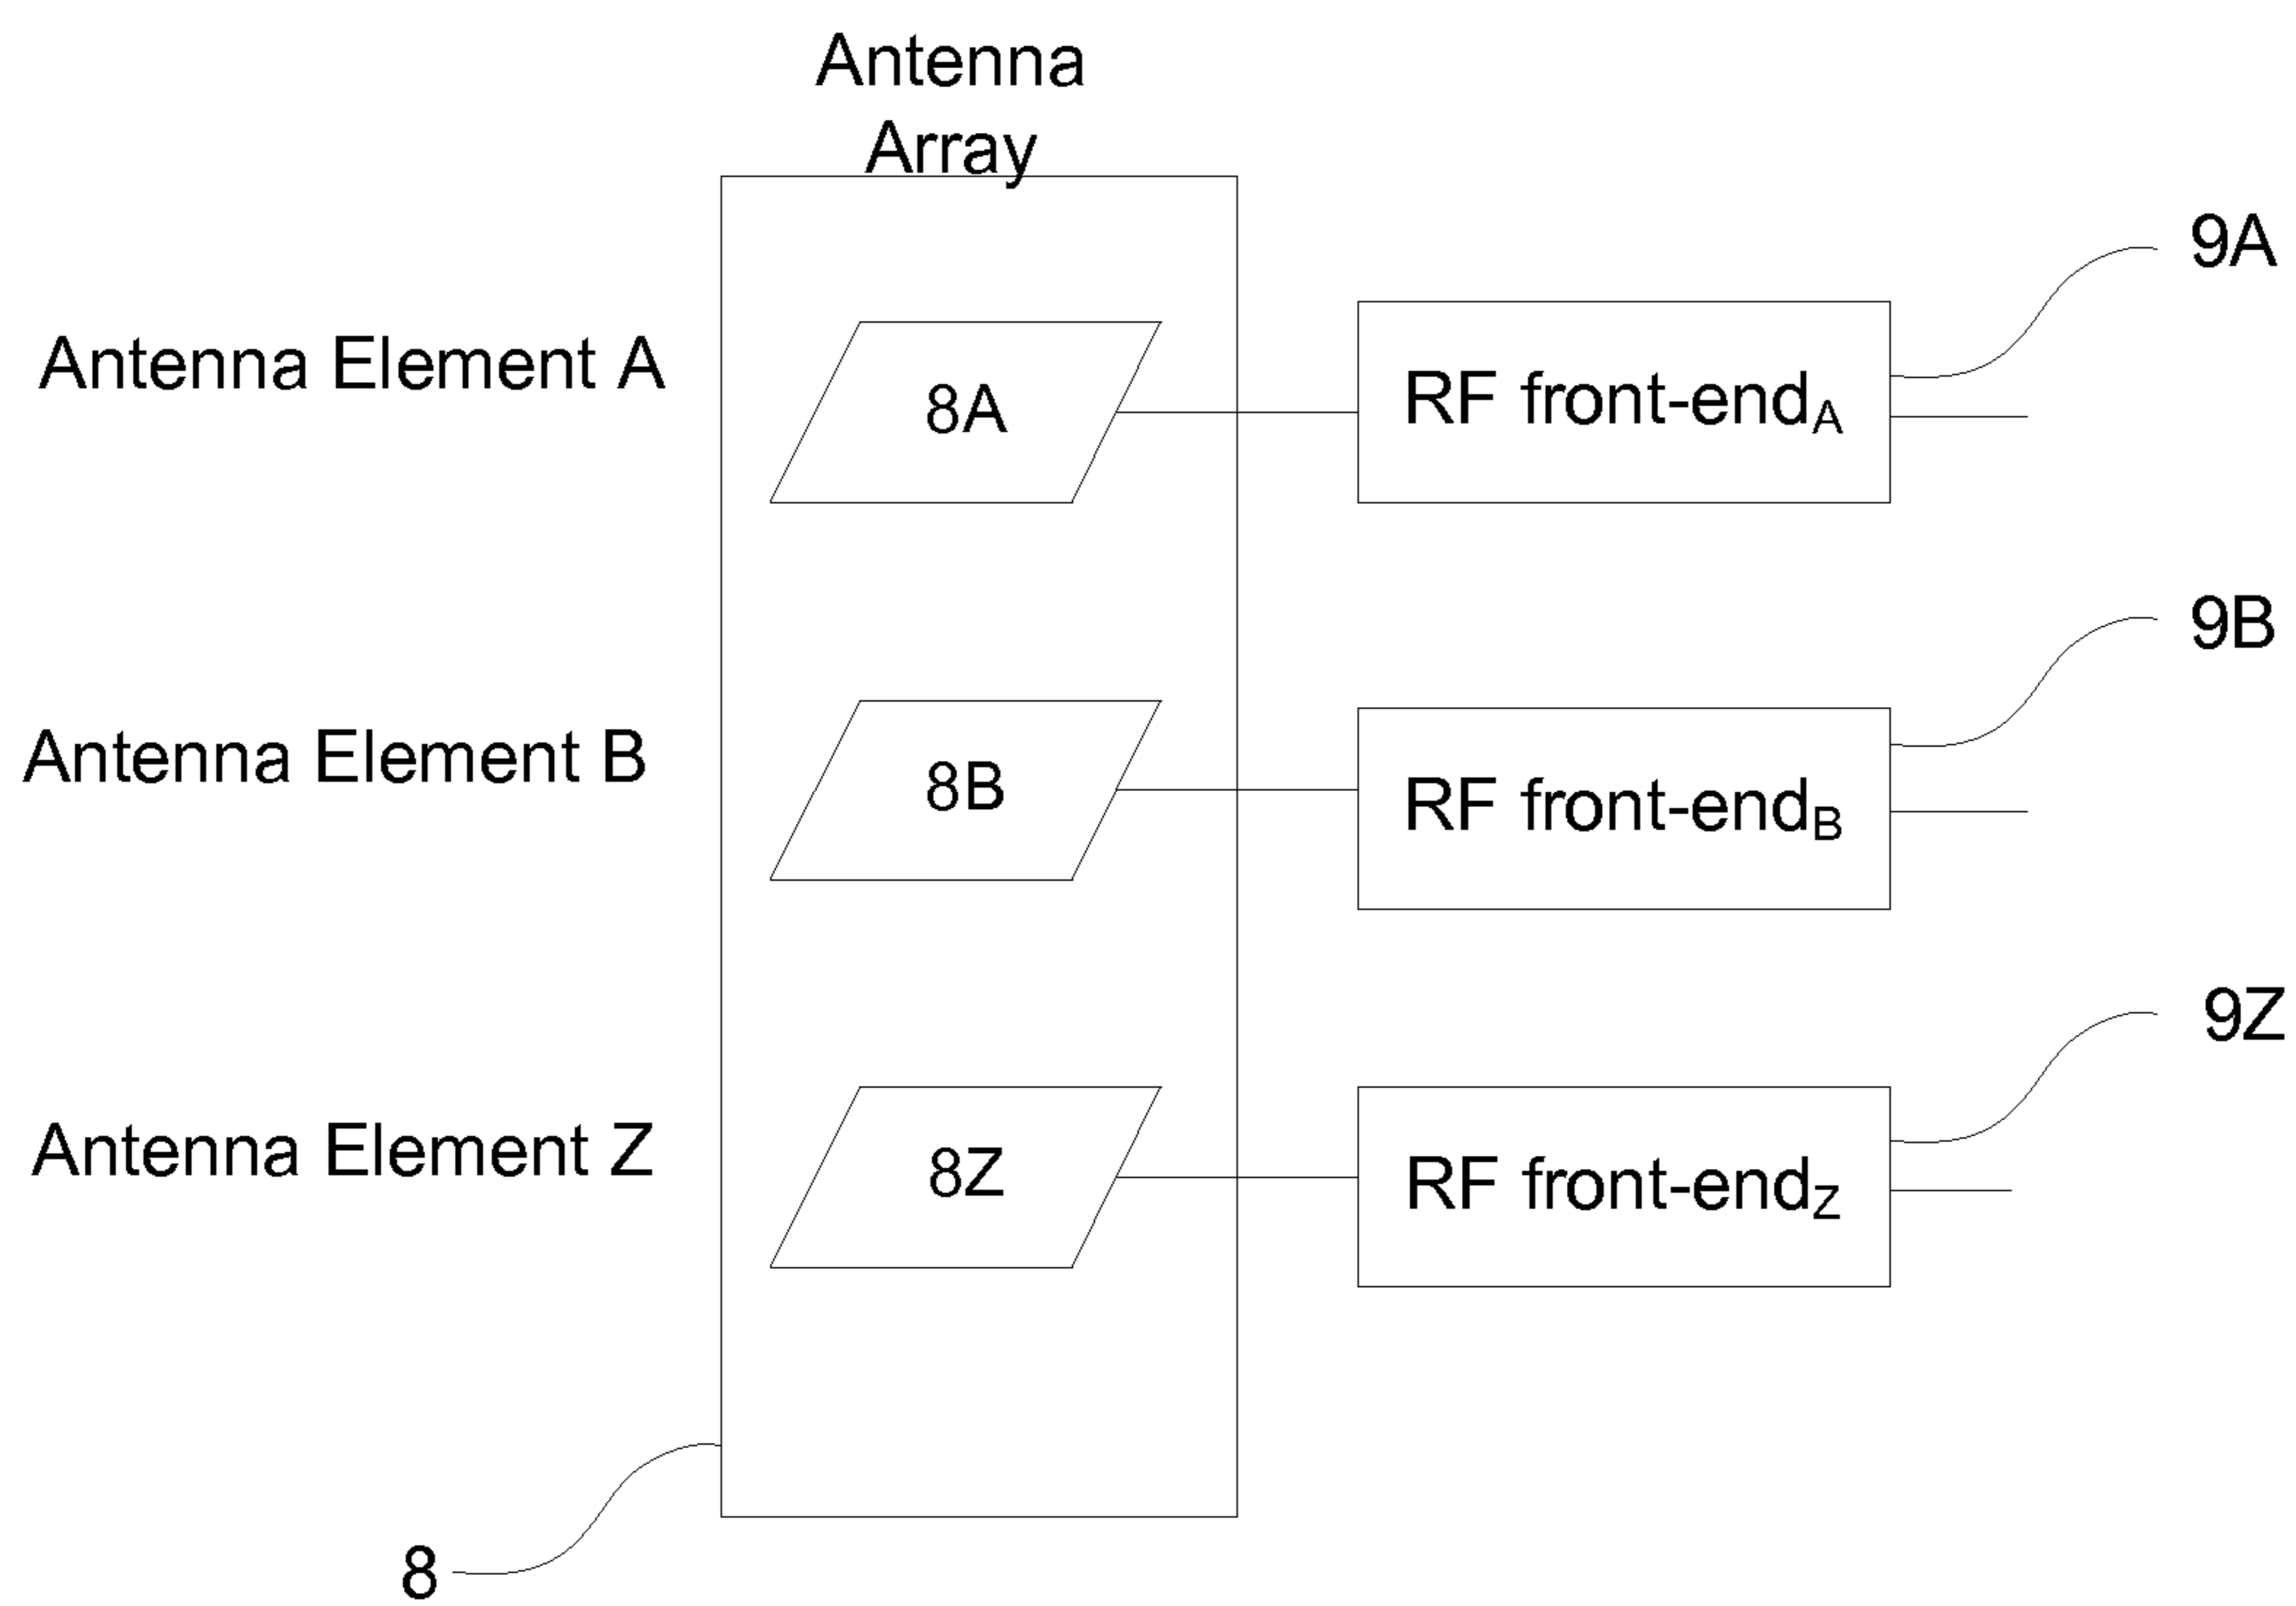 Antenna
Array
9A
Antenna Element A
8A
RF front-endA
9B
Antenna Element B
8B
RF front-endB
9Z
Antenna Element Z
8Z
RF front-endZ
8